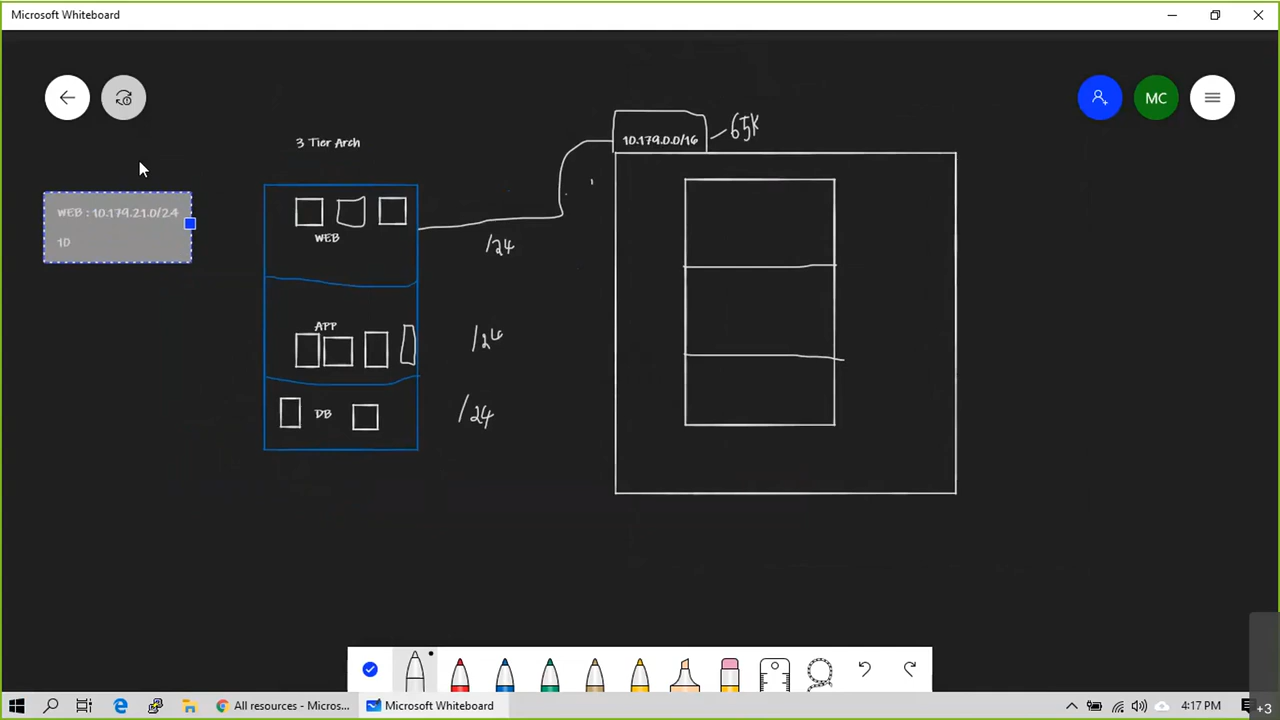 Microsoft Whiteboard
MC
3 Tier Arch
10.179.0.0/16
65K
WEB : 10.179.21.0/24
1D
WEB
/24
APP
/24
DB
/24
All resources - Micros...
Microsoft Whiteboard
4:17 PM
+3